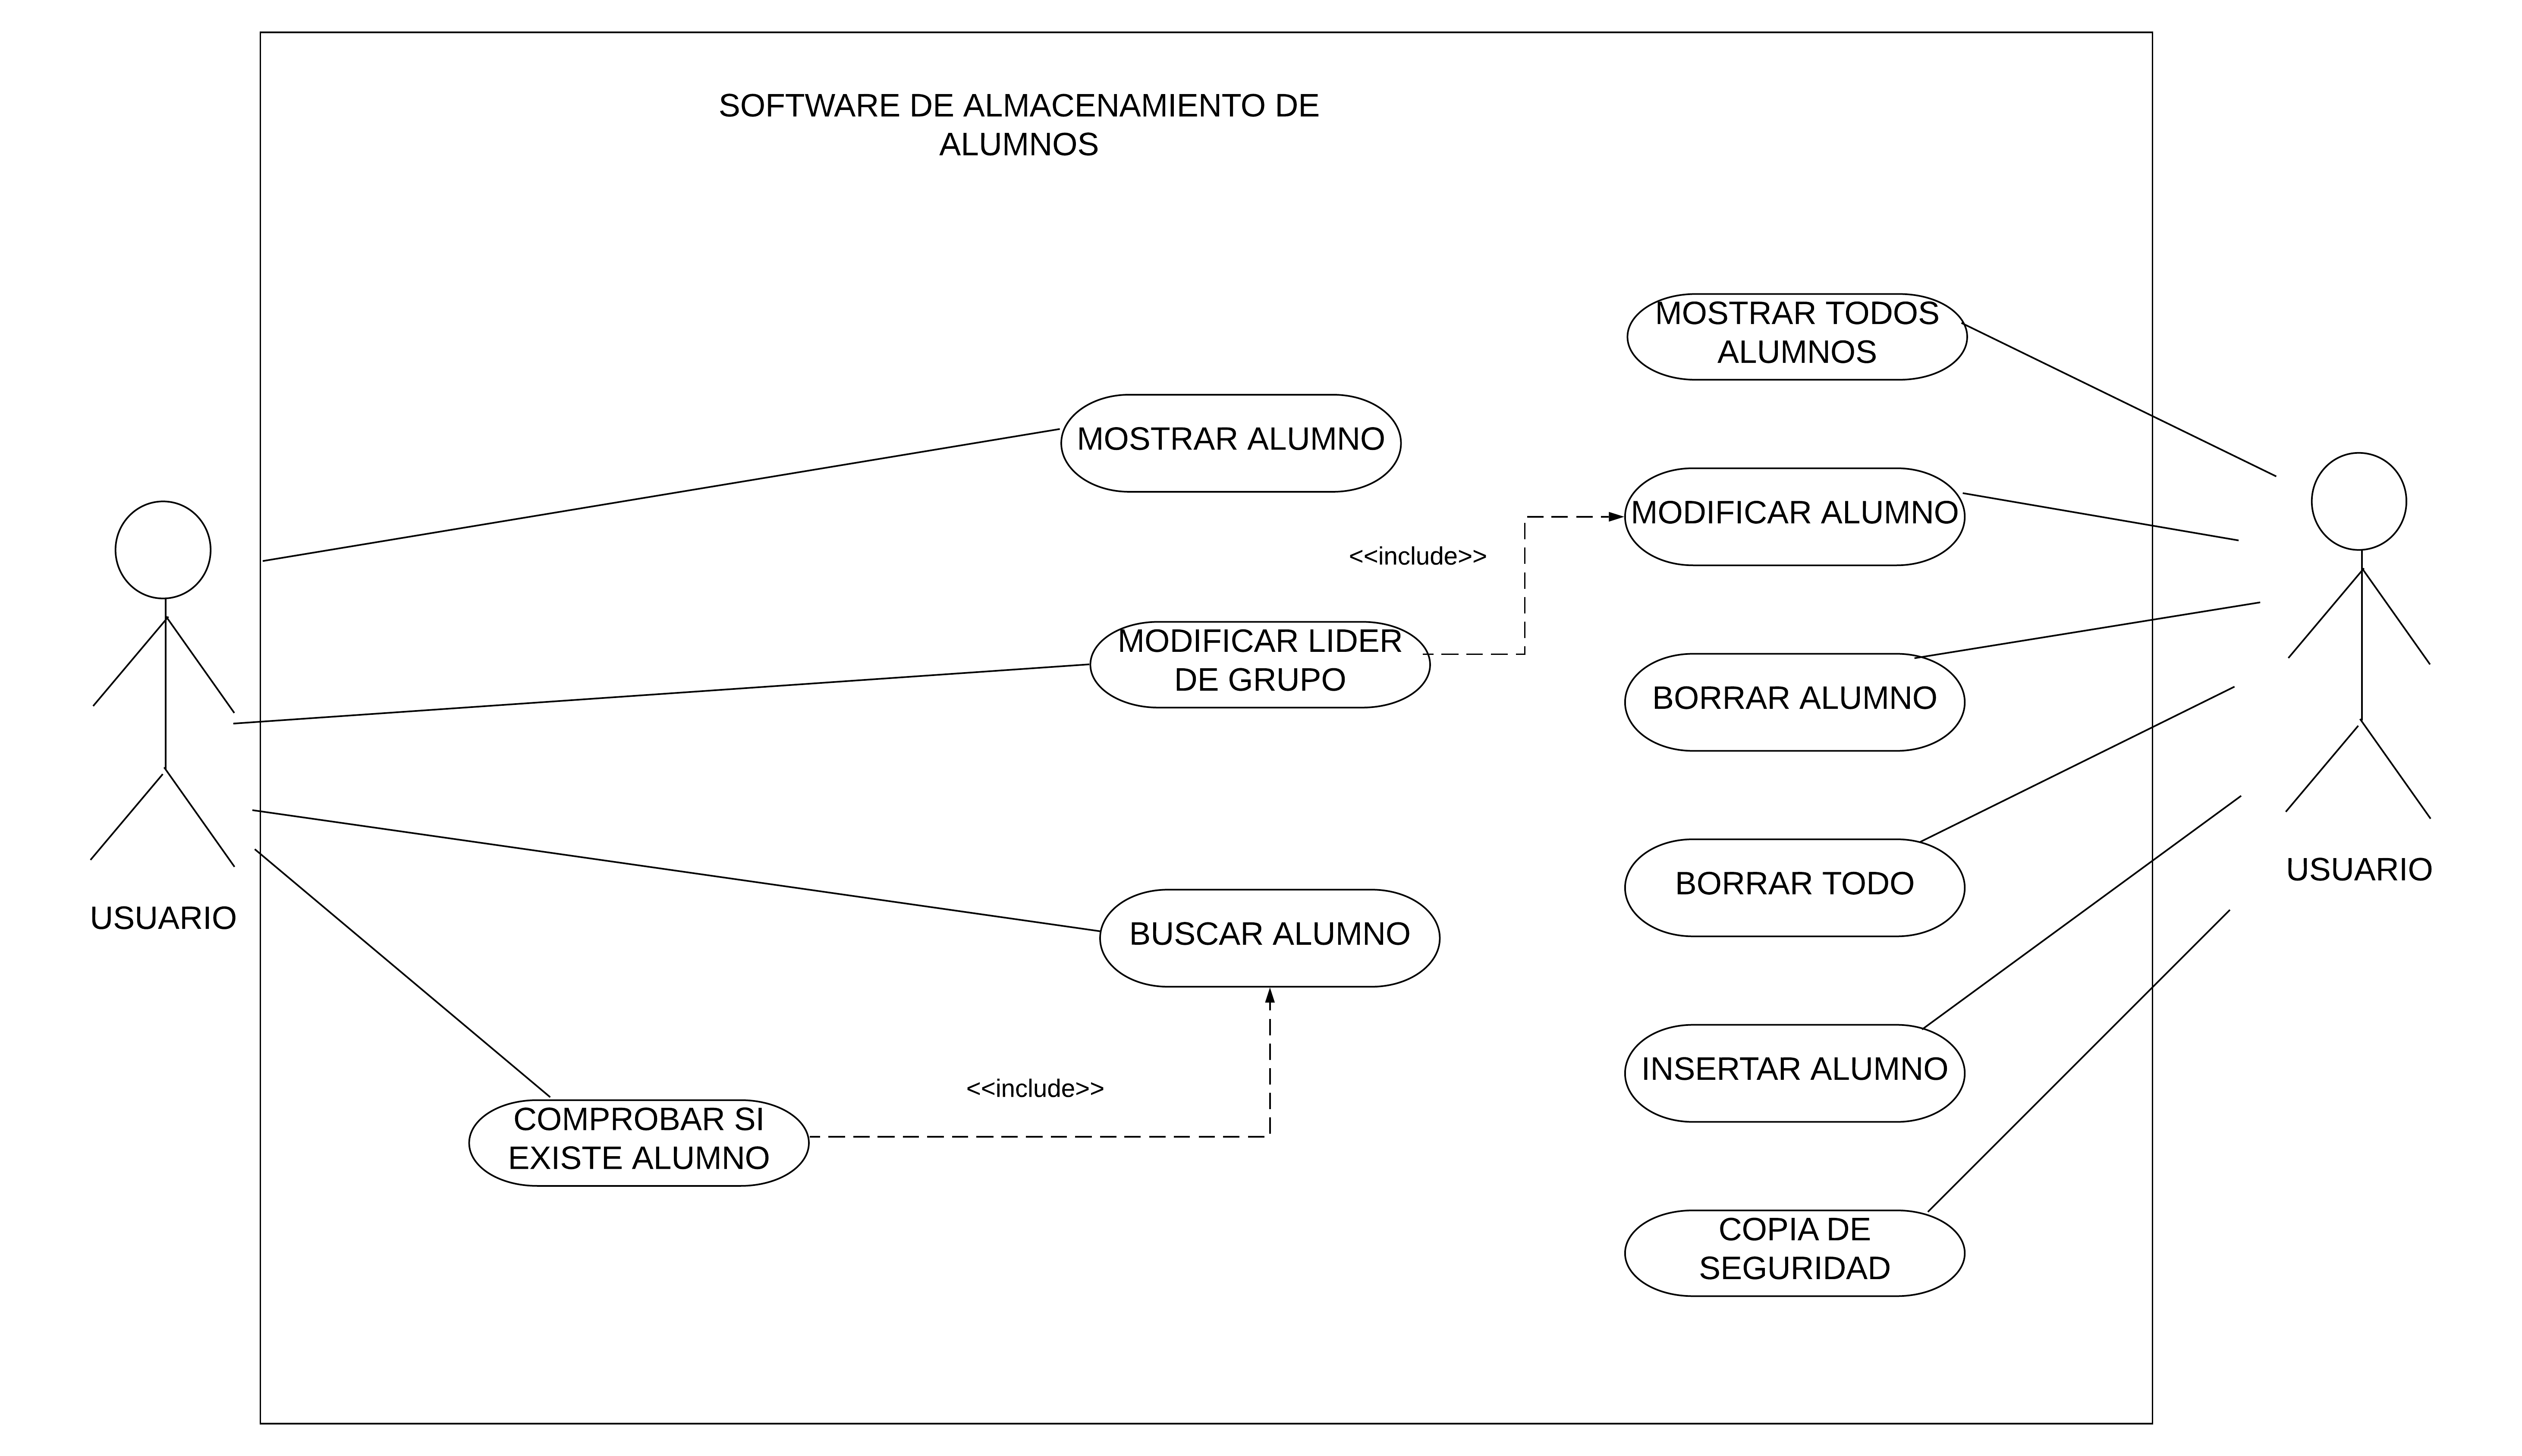 SOFTWARE DE ALMACENAMIENTO DE
ALUMNOS
MOSTRAR TODOS
ALUMNOS
MOSTRAR ALUMNO
MODIFICAR ALUMNO
<<include>>
MODIFICAR LIDER
DE GRUPO
BORRAR ALUMNO
BORRAR TODO
USUARIO
USUARIO
BUSCAR ALUMNO
INSERTAR ALUMNO
<<include>>
COMPROBAR SI
EXISTE ALUMNO
COPIA DE
SEGURIDAD